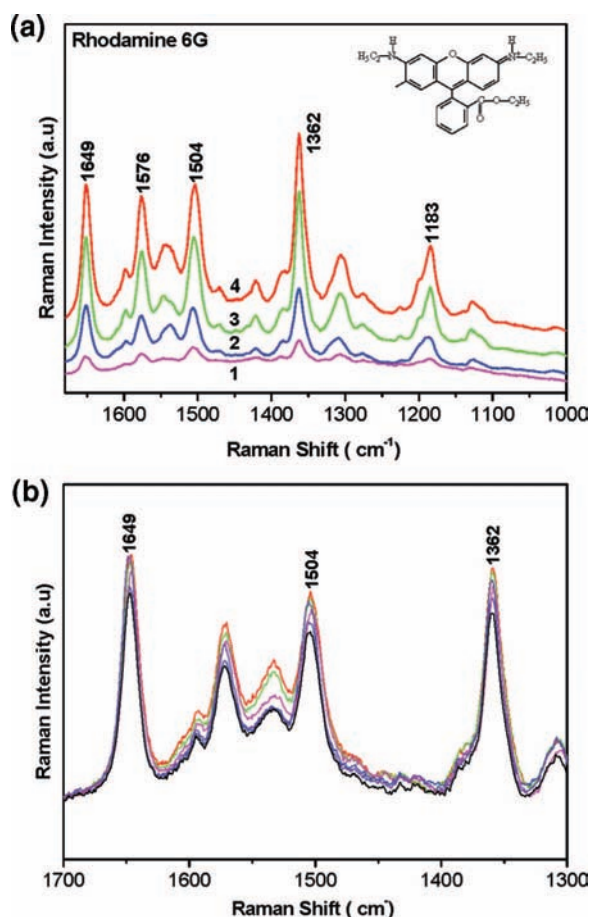 (a)
Rhodamine 6G
H H
H₅C₂—N O N⁺ C₂H₅
C—O—C₂H₅
O
1649
1576
1504
1362
1183
4
3
2
1
Raman Intensity (a.u)
1600 1500 1400 1300 1200 1100 1000
Raman Shift ( cm⁻¹)
(b)
1649
1504
1362
Raman Intensity (a.u)
1700 1600 1500 1400 1300
Raman Shift ( cm⁻)